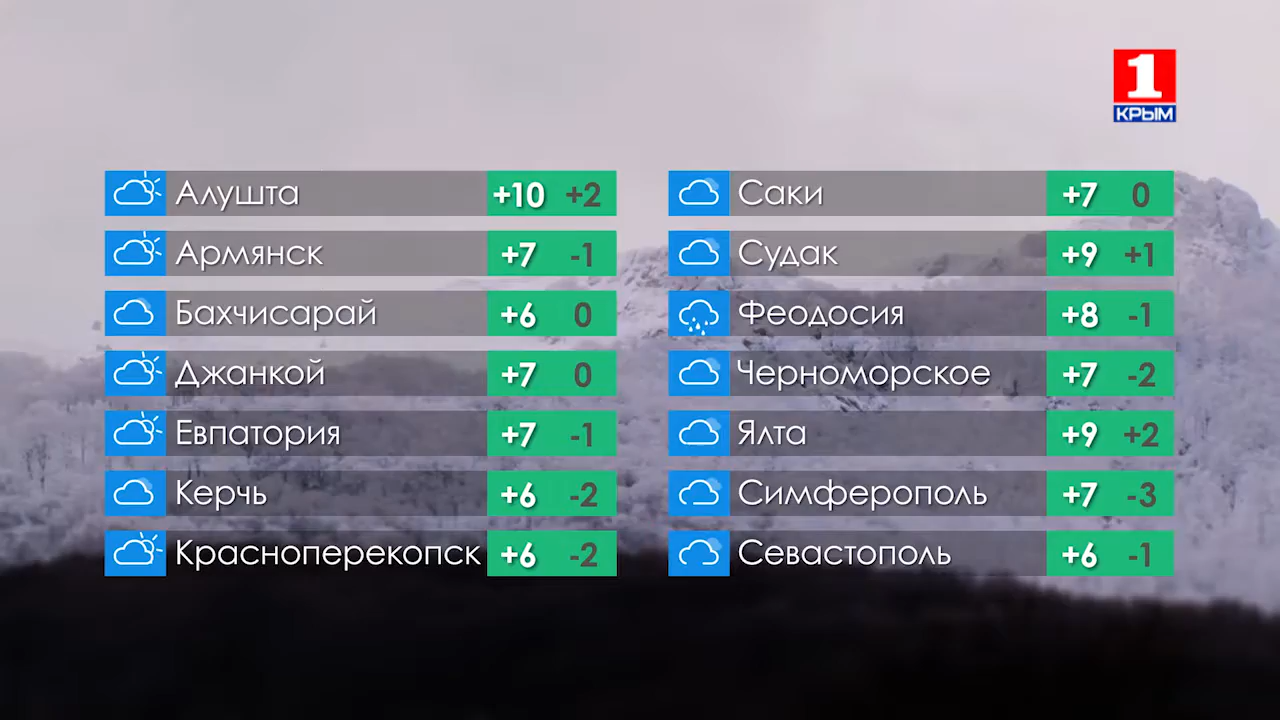 1
КРЫМ
Алушта +10 +2
Армянск +7 -1
Бахчисарай +6 0
Джанкой +7 0
Евпатория +7 -1
Керчь +6 -2
Красноперекопск +6 -2
Саки +7 0
Судак +9 +1
Феодосия +8 -1
Черноморское +7 -2
Ялта +9 +2
Симферополь +7 -3
Севастополь +6 -1